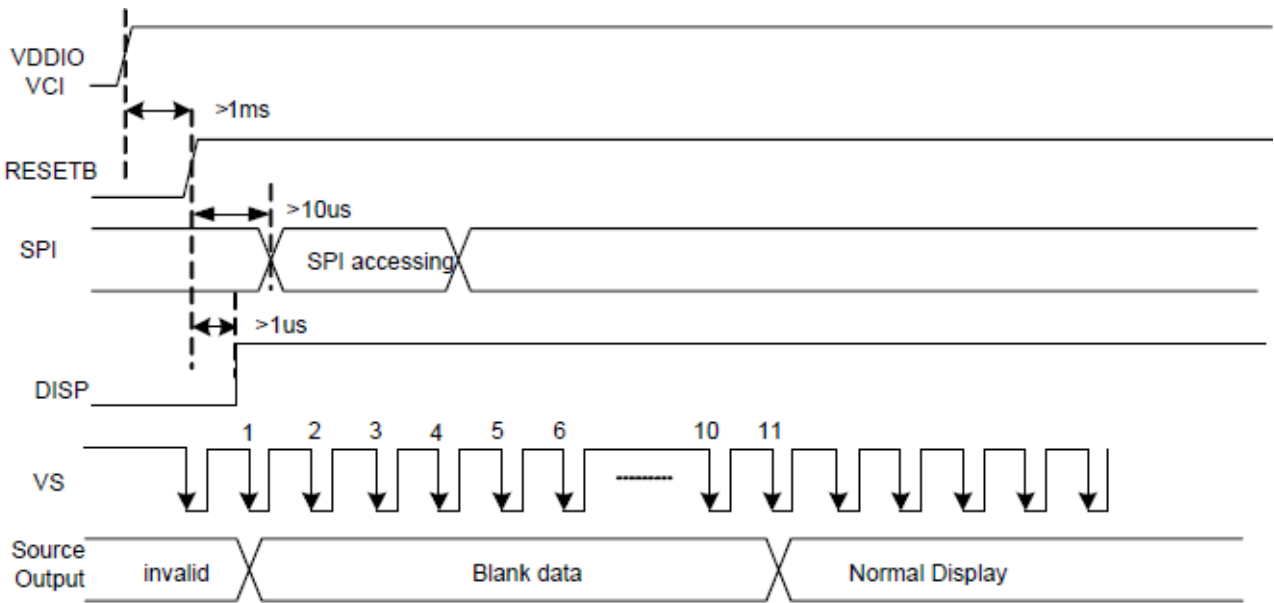 VDDIO
VCI
>1ms
RESETB
>10us
SPI
SPI accessing
>1us
DISP
1 2 3 4 5 6 10 11
VS
Source
Output
invalid
Blank data
Normal Display